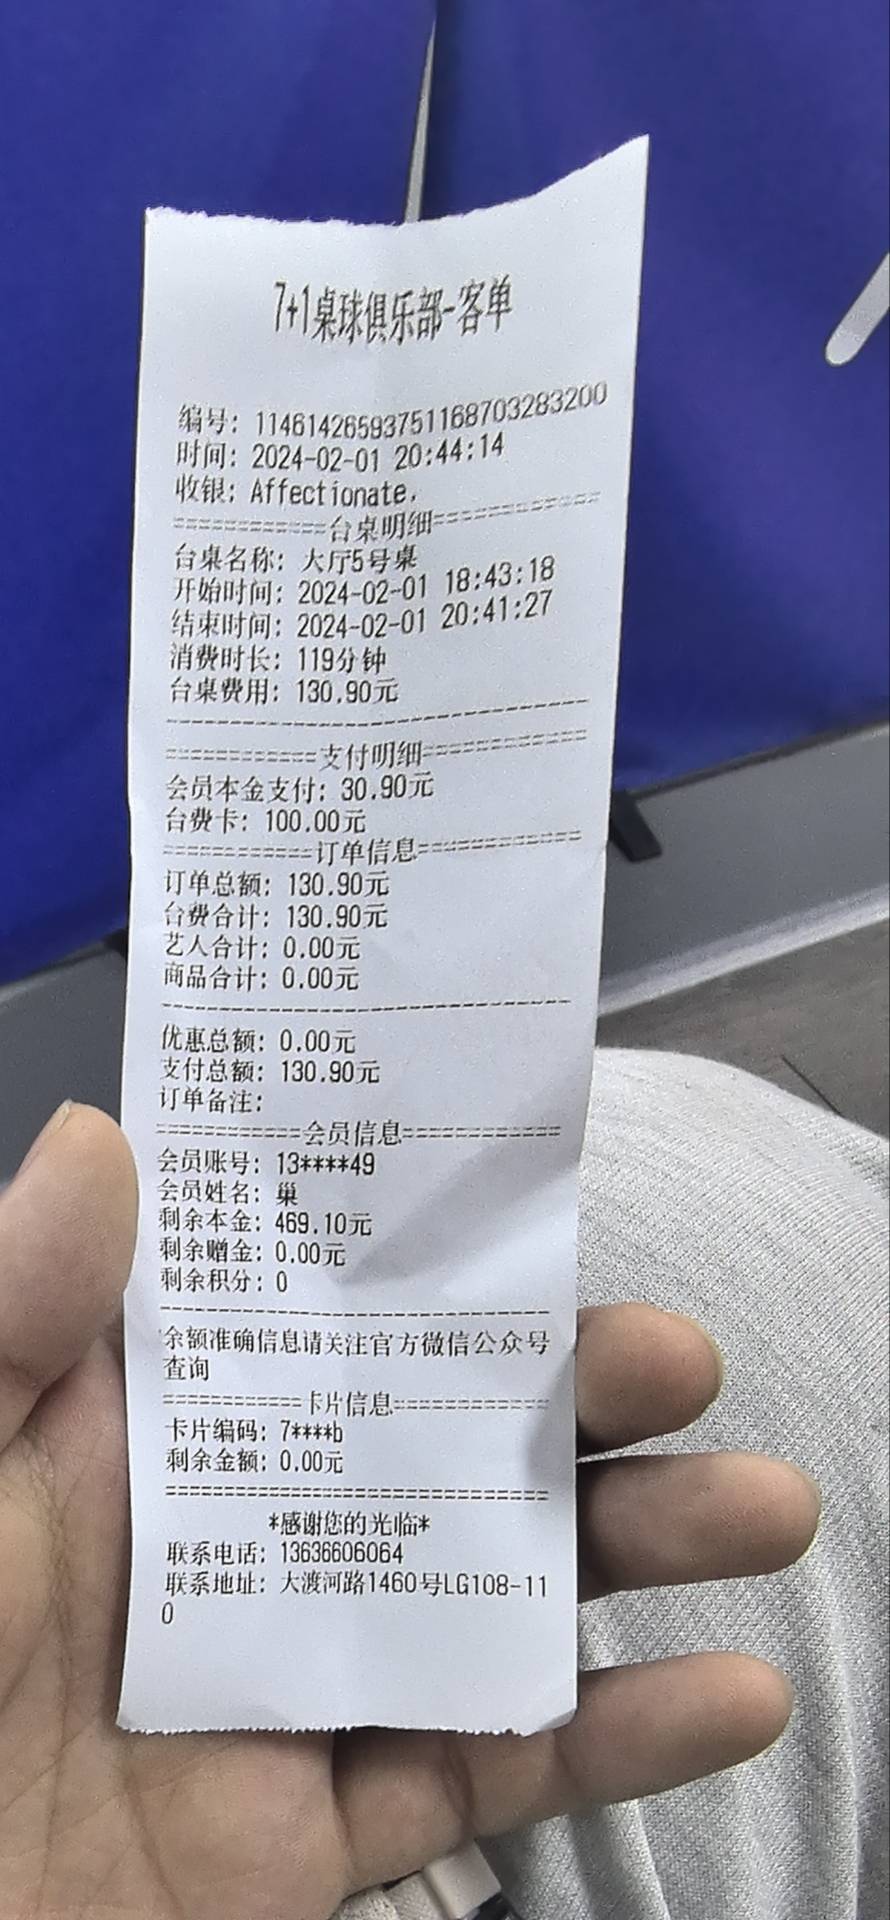 7+1桌球俱乐部-客单
编号: 1146142659375116870328​3200
时间: 2024-02-01 20:44:14
收银: Affectionate.
============台桌明细============
台桌名称: 大厅5号桌
开始时间: 2024-02-01 18:43:18
结束时间: 2024-02-01 20:41:27
消费时长: 119分钟
台桌费用: 130.90元
--------------------------------
============支付明细============
会员本金支付: 30.90元
台费卡: 100.00元
============订单信息============
订单总额: 130.90元
台费合计: 130.90元
艺人合计: 0.00元
商品合计: 0.00元
--------------------------------
优惠总额: 0.00元
支付总额: 130.90元
订单备注:
============会员信息============
会员账号: 13****49
会员姓名: 巢
剩余本金: 469.10元
剩余赠金: 0.00元
剩余积分: 0
--------------------------------
余额准确信息请关注官方微信公众号
查询
============卡片信息============
卡片编码: 7****b
剩余金额: 0.00元
================================
*感谢您的光临*
联系电话: 13636606064
联系地址: 大渡河路1460号LG108-11
0